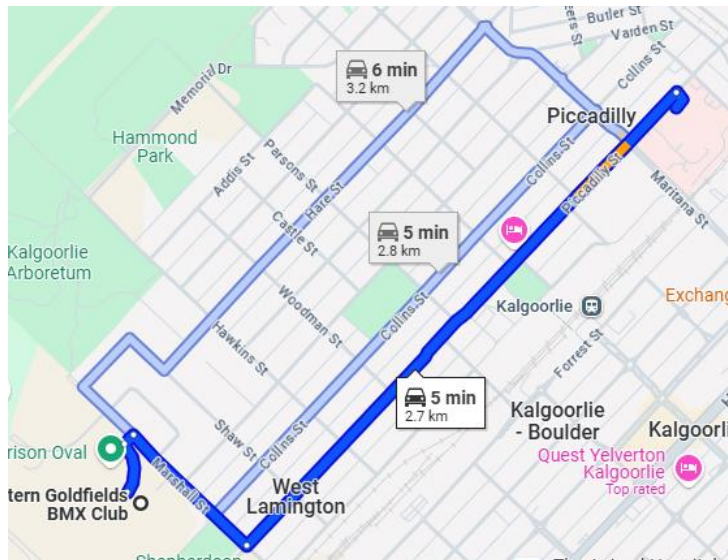 Butler St
eers St
Varden St
Collins St
6 min
3.2 km
Memorial Dr
Piccadilly
Hammond
Park
Parsons St
Addis St
Hare St
Collins St
Piccadilly St
Maritana St
Castle St
5 min
2.8 km
Kalgoorlie
Arboretum
Woodman St
Collins St
Kalgoorlie
Exchang
Hawkins St
Forrest St
5 min
2.7 km
Kalgoorlie
- Boulder
Kalgoorli
Shaw St
Collins St
rison Oval
Quest Yelverton
Kalgoorlie
Top rated
Marshall St
West
Lamington
tern Goldfields
BMX Club